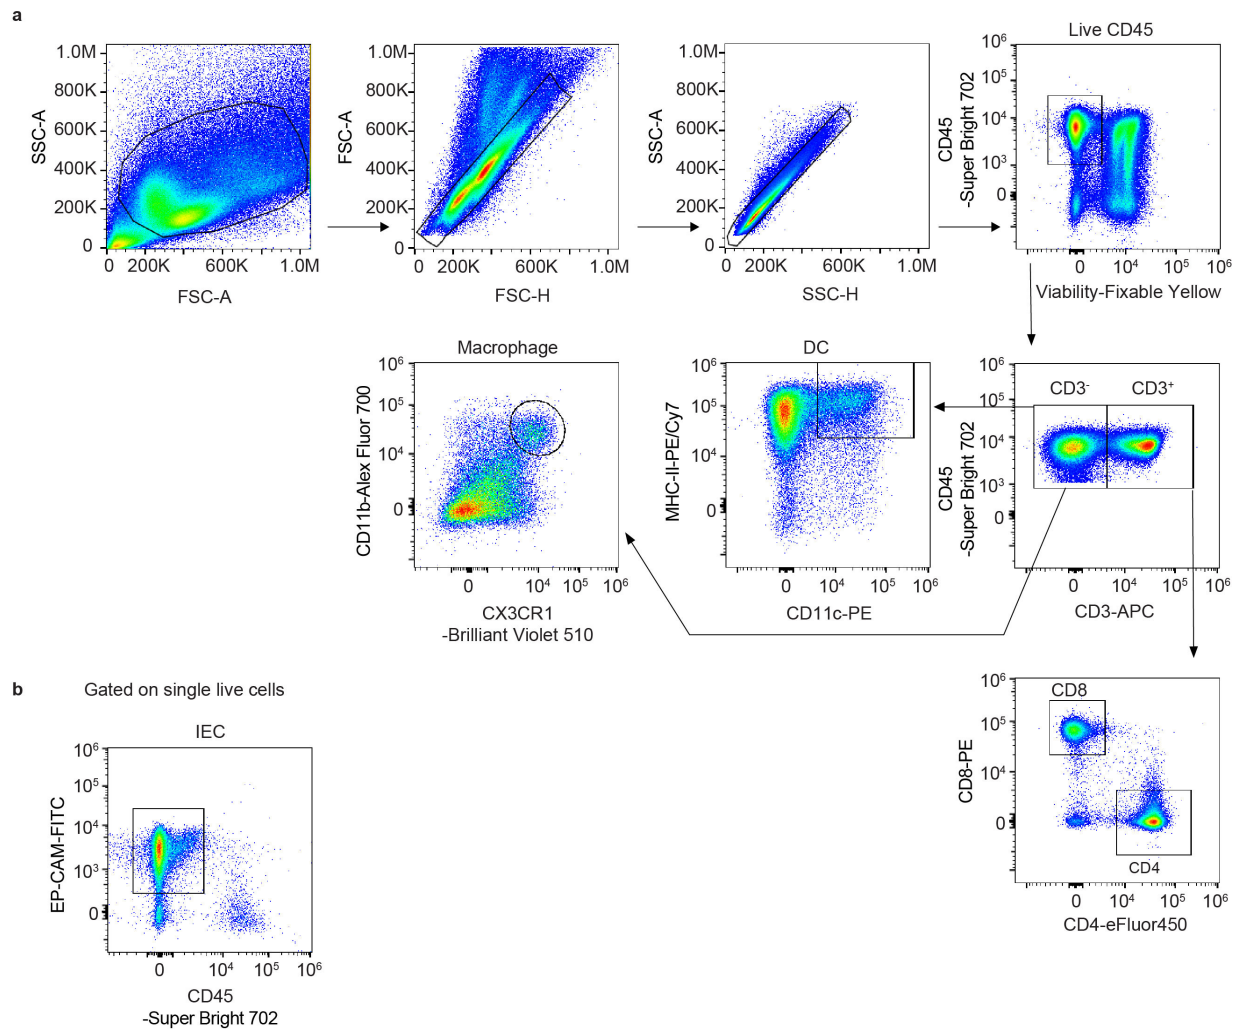 a
Live CD45
SSC-A
1.0M
800K
600K
400K
200K
0
0 200K 600K 1.0M
FSC-A
FSC-A
1.0M
800K
600K
400K
200K
0
0 200K 600K 1.0M
FSC-H
SSC-A
1.0M
800K
600K
400K
200K
0
0 200K 600K 1.0M
SSC-H
CD45
-Super Bright 702
10⁶
10⁵
10⁴
10³
0
0 10⁴ 10⁵ 10⁶
Viability-Fixable Yellow
Macrophage
CD11b-Alex Fluor 700
10⁶
10⁵
10⁴
0
0 10⁴ 10⁵ 10⁶
CX3CR1
-Brilliant Violet 510
DC
MHC-II-PE/Cy7
10⁶
10⁵
10⁴
0
0 10⁴ 10⁵ 10⁶
CD11c-PE
CD45
-Super Bright 702
10⁶
10⁵
10⁴
10³
0
CD3⁻ CD3⁺
0 10⁴ 10⁵ 10⁶
CD3-APC
CD8-PE
10⁶
10⁵
10⁴
0
CD8
CD4
0 10⁴ 10⁵ 10⁶
CD4-eFluor450
b
Gated on single live cells
IEC
EP-CAM-FITC
10⁶
10⁵
10⁴
10³
0
0 10⁴ 10⁵ 10⁶
CD45
-Super Bright 702